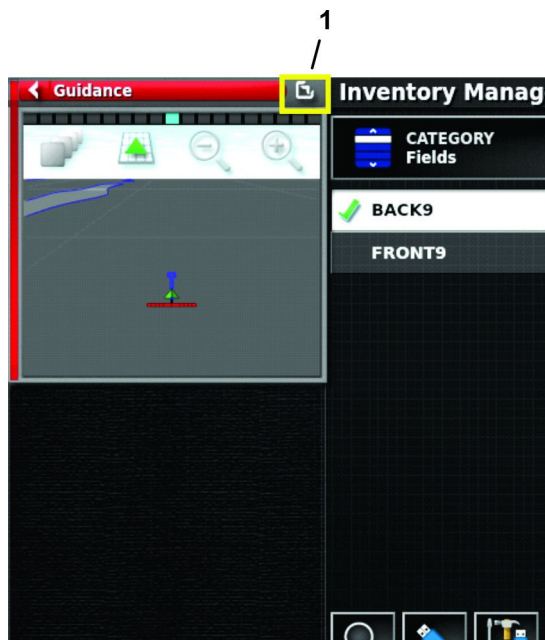 1
Guidance
Inventory Manag
CATEGORY
Fields
BACK9
FRONT9